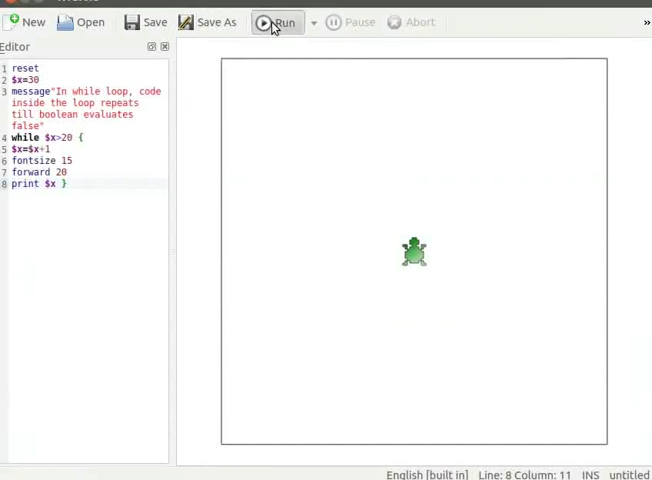 New Open Save Save As Run Pause Abort »
Editor
1 reset
2 $x=30
3 message"In while loop, code
inside the loop repeats
till boolean evaluates
false"
4 while $x>20 {
5 $x=$x+1
6 fontsize 15
7 forward 20
8 print $x }
English [built in] Line: 8 Column: 11 INS untitled